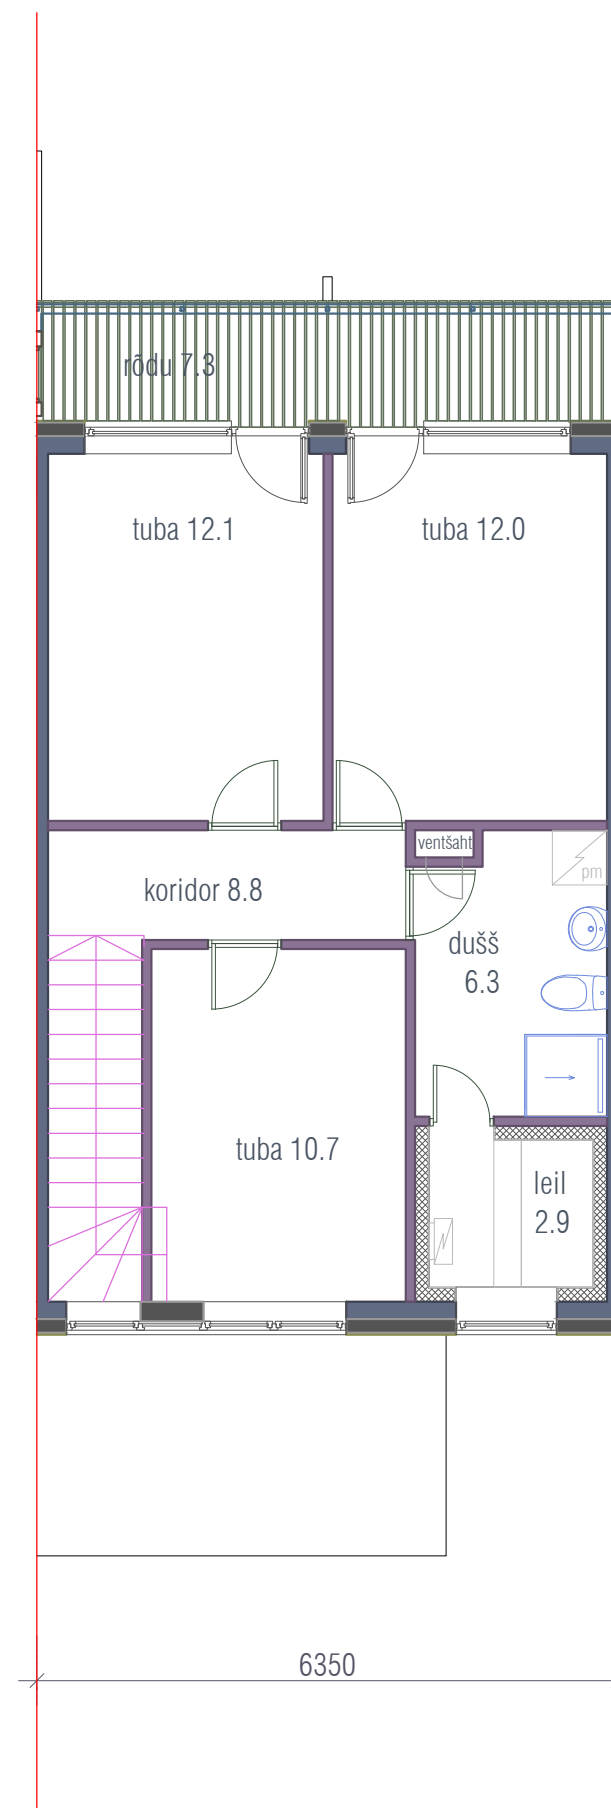 rõdu 7.3
tuba 12.1
tuba 12.0
ventšaht
pm
koridor 8.8
dušš
6.3
tuba 10.7
leil
2.9
6350